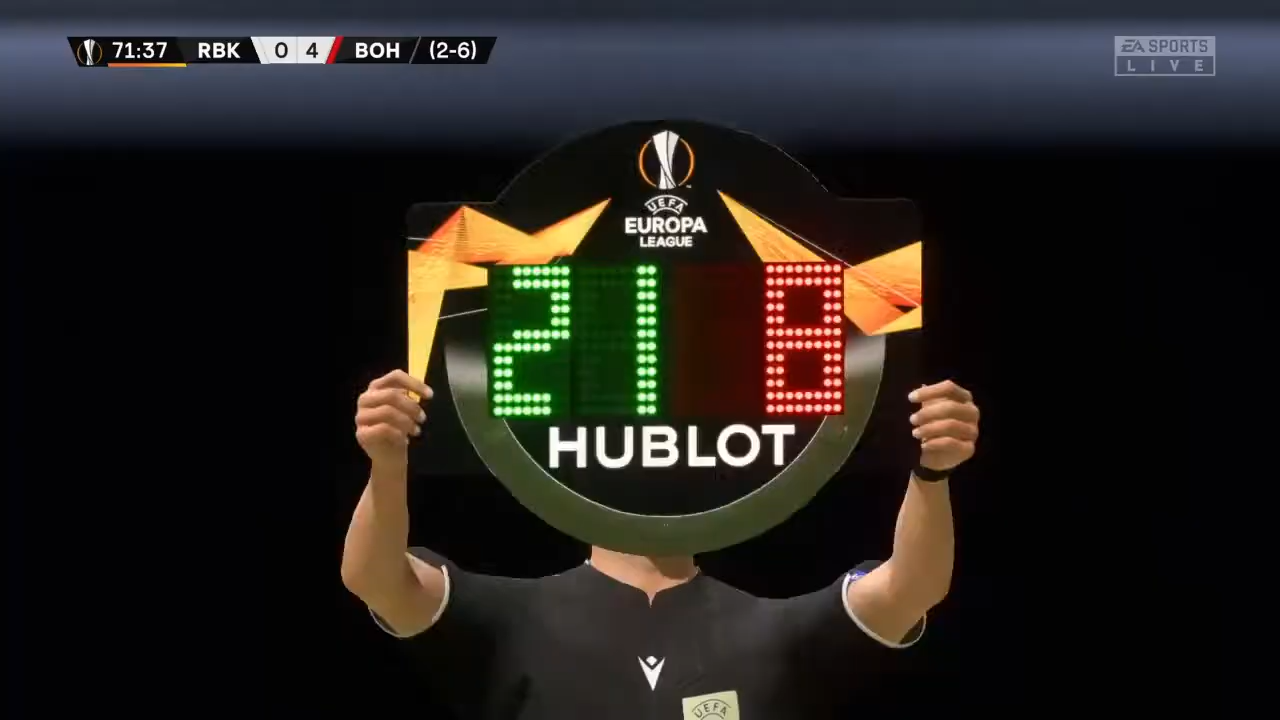 71:37 RBK 0 4 BOH (2-6)
EA SPORTS
LIVE
UEFA
EUROPA
LEAGUE
21 8
HUBLOT
UEFA